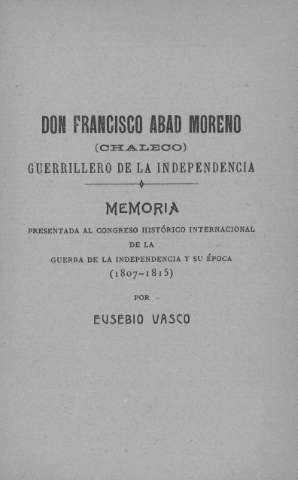 DON FRANCISCO ABAD MORENO
(CHALECO)
GUERRILLERO DE LA INDEPENDENCIA
MEMORIA
PRESENTADA AL CONGRESO HISTÓRICO INTERNACIONAL
DE LA
GUERRA DE LA INDEPENDENCIA Y SU ÉPOCA
(1807-1815)
POR
EUSEBIO VASCO